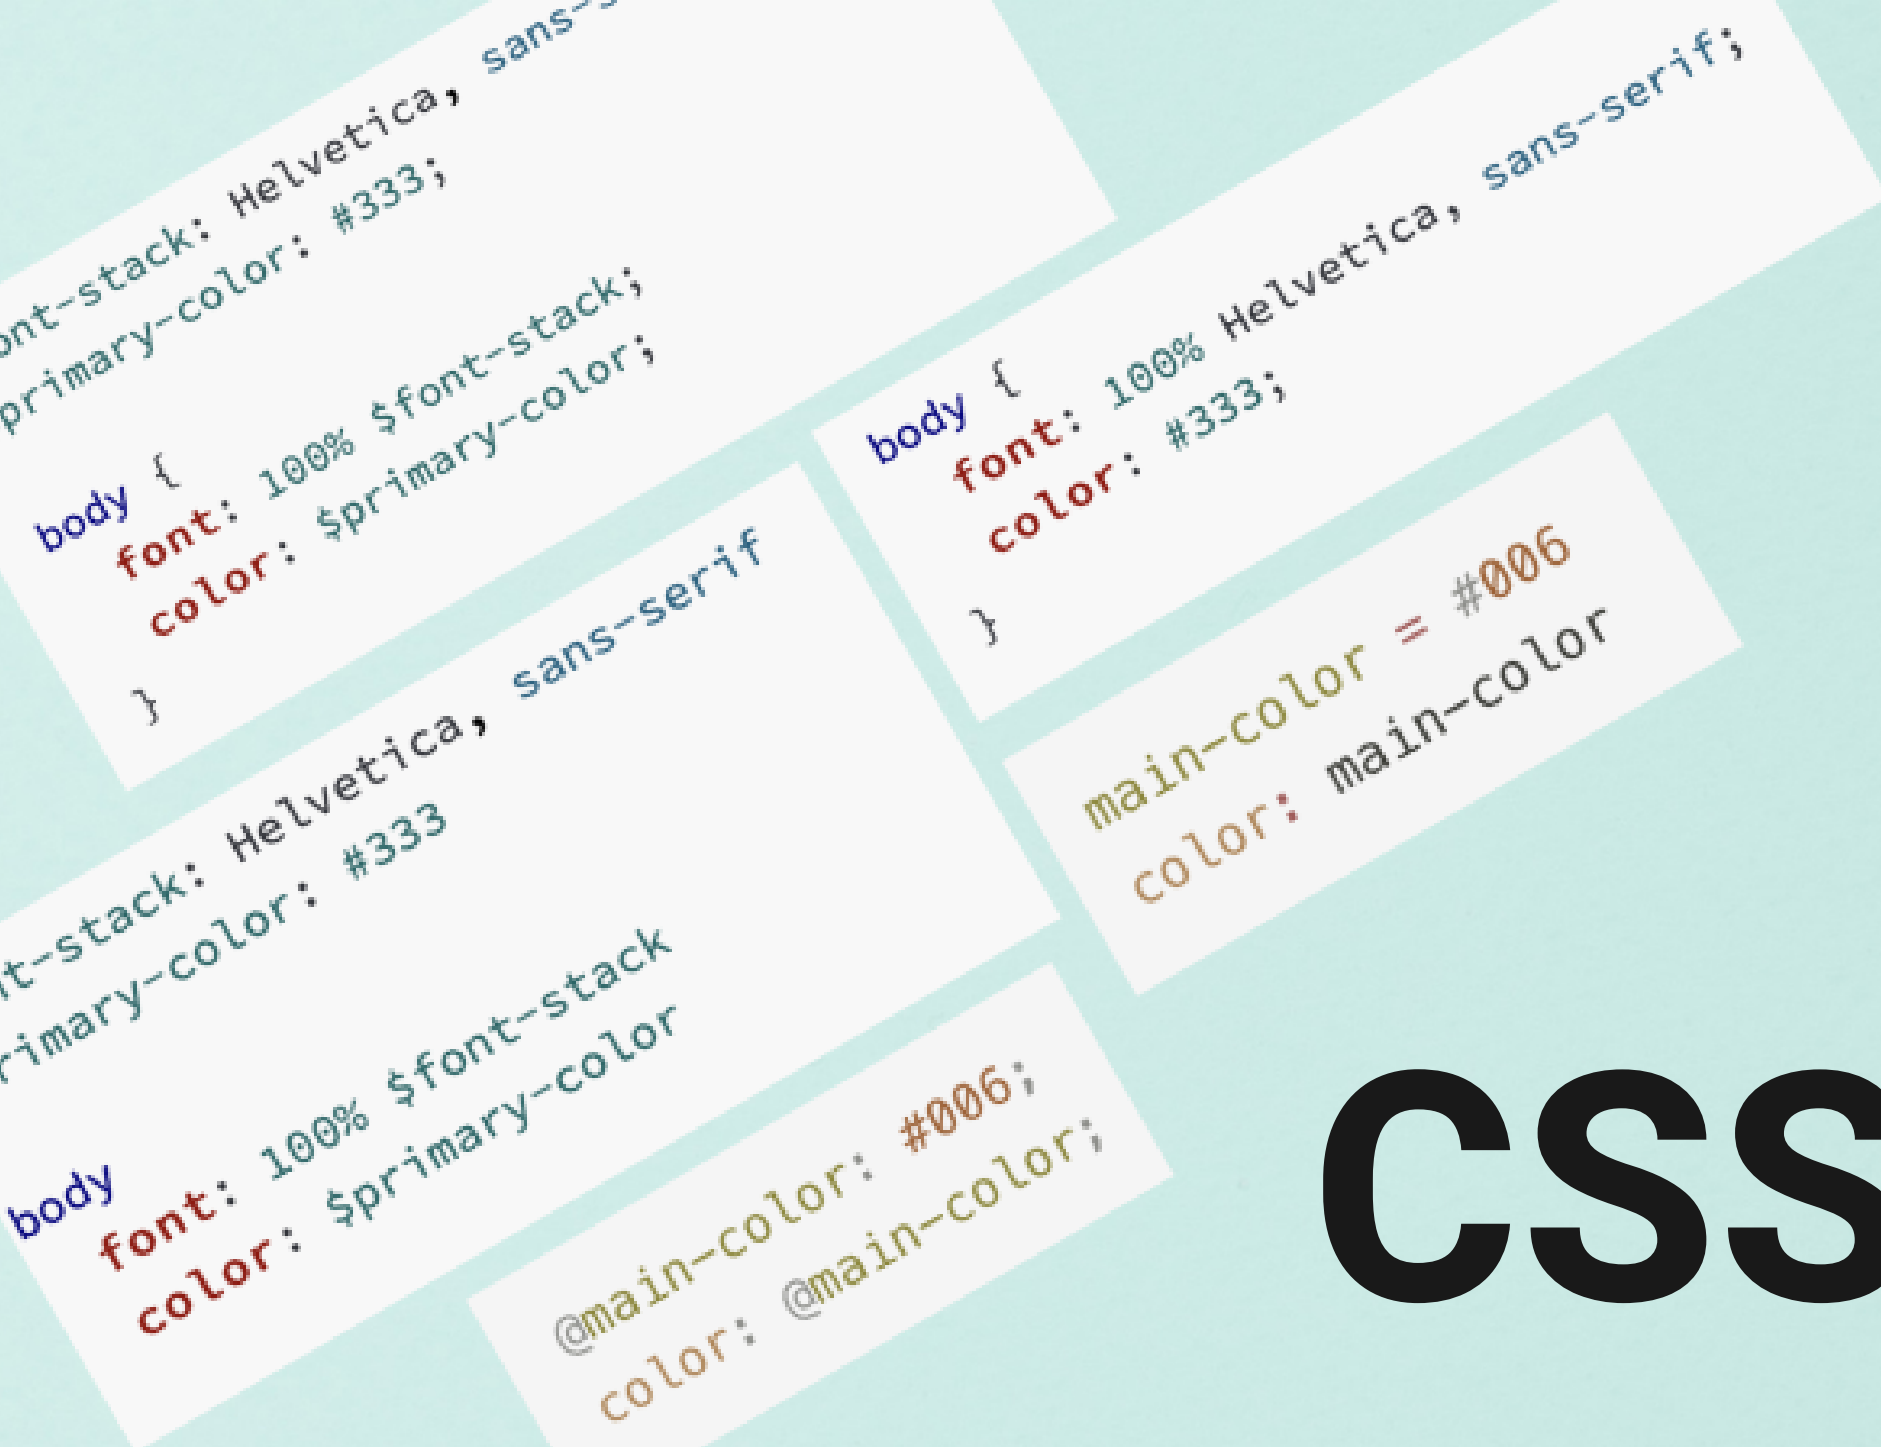 ont-stack: Helvetica, sans-s
primary-color: #333;
body {
font: 100% $font-stack;
color: $primary-color;
}
body {
font: 100% Helvetica, sans-serif;
color: #333;
}
t-stack: Helvetica, sans-serif
rimary-color: #333
body
font: 100% $font-stack
color: $primary-color
main-color = #006
color: main-color
@main-color: #006;
color: @main-color;
CSS